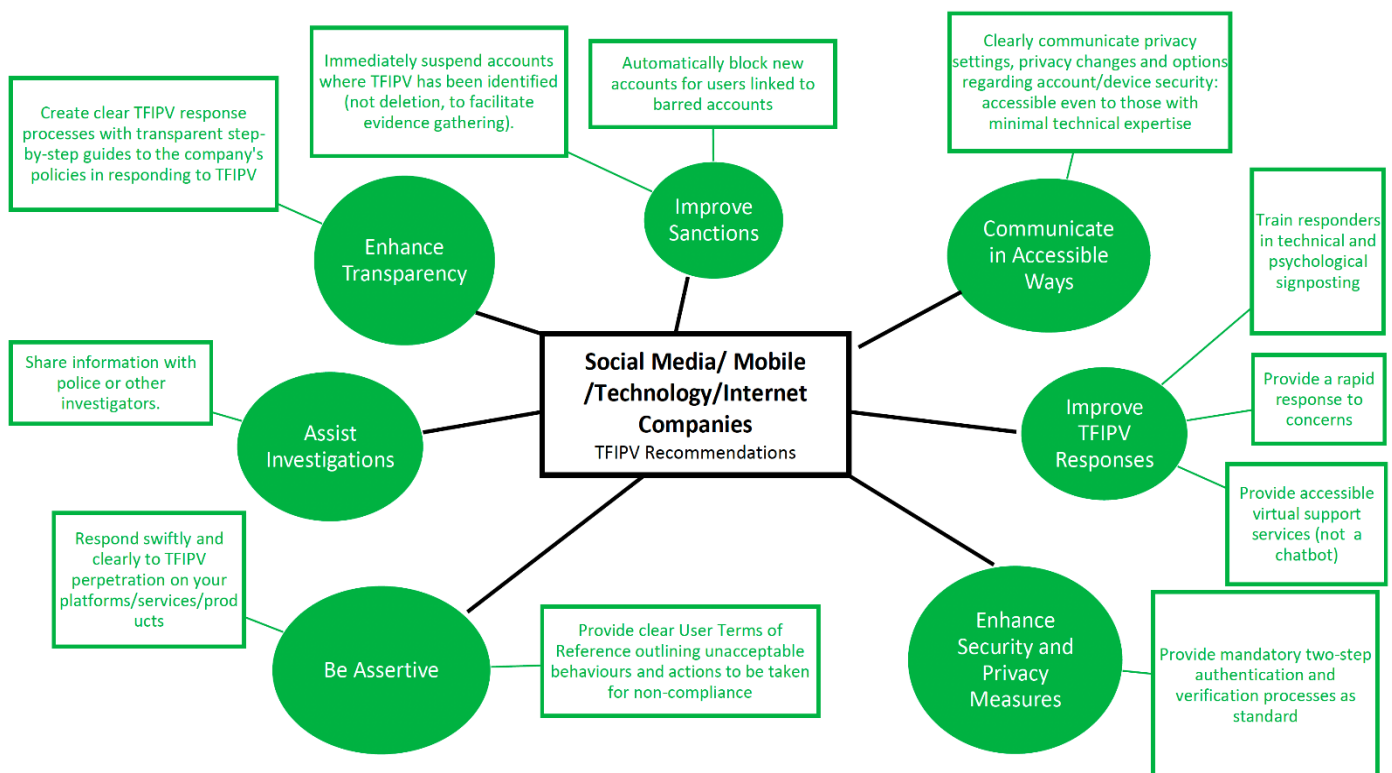 Immediately suspend accounts
where TFIPV has been identified
(not deletion, to facilitate
evidence gathering).
Automatically block new
accounts for users linked to
barred accounts
Clearly communicate privacy
settings, privacy changes and options
regarding account/device security:
accessible even to those with
minimal technical expertise
Create clear TFIPV response
processes with transparent step-
by-step guides to the company's
policies in responding to TFIPV
Enhance
Transparency
Improve
Sanctions
Communicate
in Accessible
Ways
Train responders
in technical and
psychological
signposting
Share information with
police or other
investigators.
Assist
Investigations
Social Media/ Mobile
/Technology/Internet
Companies
TFIPV Recommendations
Improve
TFIPV
Responses
Provide a rapid
response to
concerns
Provide accessible
virtual support
services (not a
chatbot)
Respond swiftly and
clearly to TFIPV
perpetration on your
platforms/services/prod
ucts
Be Assertive
Provide clear User Terms of
Reference outlining unacceptable
behaviours and actions to be taken
for non-compliance
Enhance
Security and
Privacy
Measures
Provide mandatory two-step
authentication and
verification processes as
standard